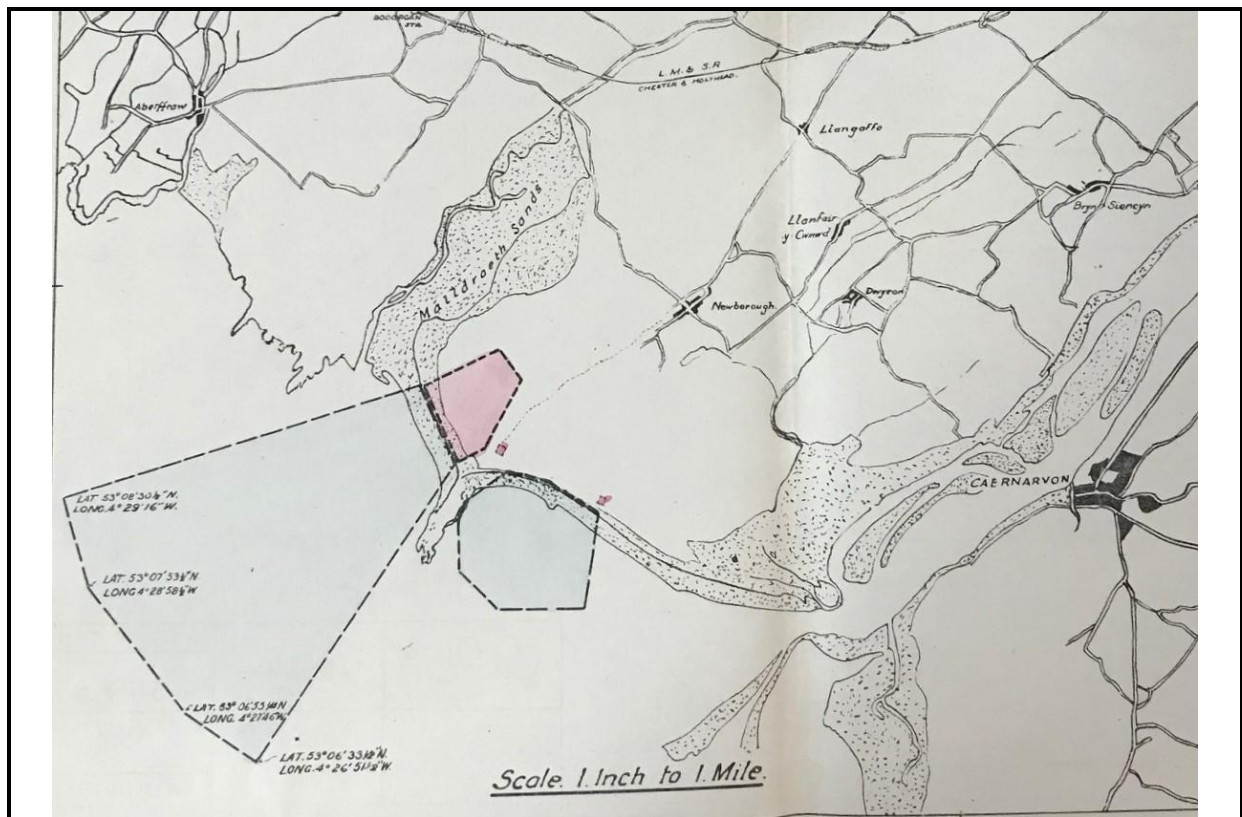 BODORGAN
STA.
L. M. & S. R
CHESTER & HOLYHEAD.
Aberffraw
Llangaffo
Malldraeth Sands
Bryn Siencyn
Llanfair
y. Cwmwd
Dwyran
Newborough.
CAERNARVON
LAT. 53° 08' 30½" N.
LONG. 4° 29' 16" W.
LAT. 53° 07' 53½" N
LONG 4° 28' 58½" W
LAT. 53° 06' 53¼" N
LONG. 4° 27' 46" W.
LAT. 53° 06' 33½" N.
LONG. 4° 26' 51½" W.
Scale. 1. Inch to 1. Mile.